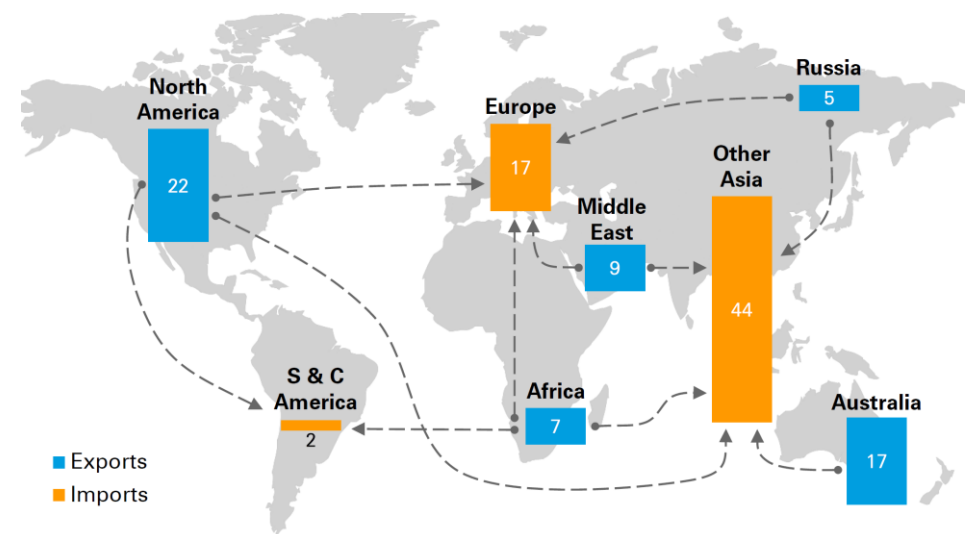 North
America
22
Europe
17
Russia
5
Other
Asia
44
Middle
East
9
S & C
America
2
Africa
7
Australia
17
Exports
Imports